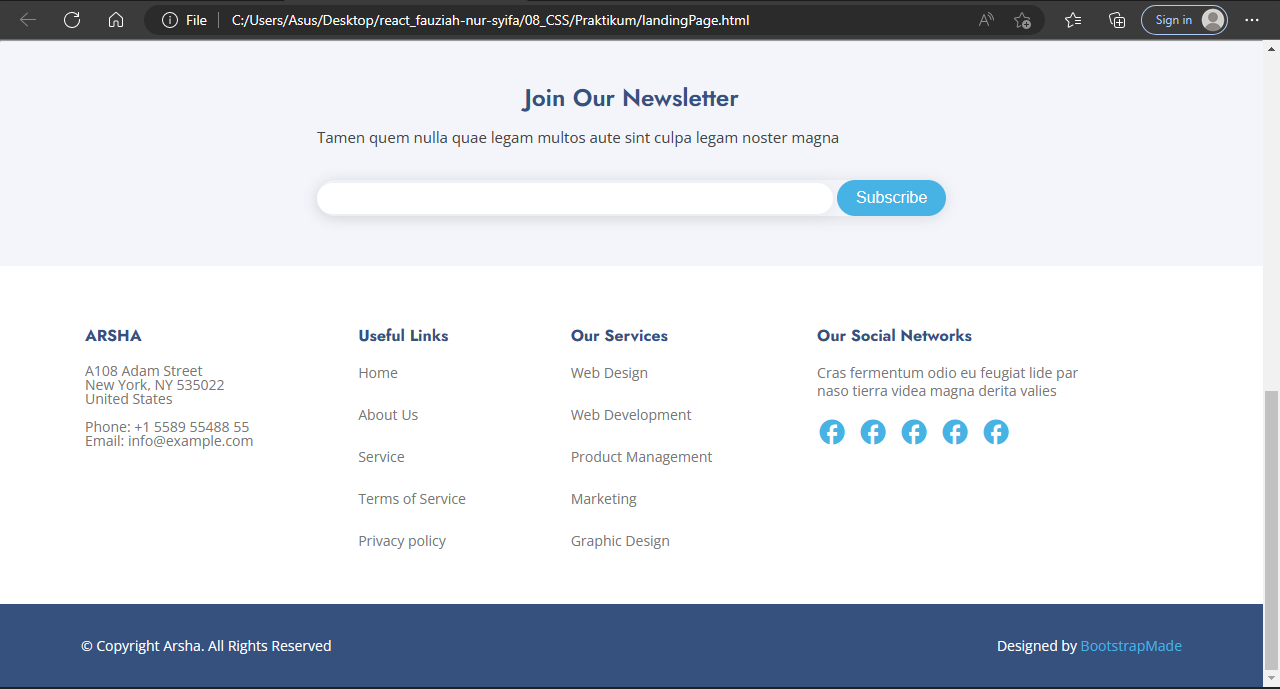 File
C:/Users/Asus/Desktop/react_fauziah-nur-syifa/08_CSS/Praktikum/landingPage.html
Sign in
Join Our Newsletter
Tamen quem nulla quae legam multos aute sint culpa legam noster magna
Subscribe
ARSHA
A108 Adam Street
New York, NY 535022
United States
Phone: +1 5589 55488 55
Email: info@example.com
Useful Links
Home
About Us
Service
Terms of Service
Privacy policy
Our Services
Web Design
Web Development
Product Management
Marketing
Graphic Design
Our Social Networks
Cras fermentum odio eu feugiat lide par
naso tierra videa magna derita valies
© Copyright Arsha. All Rights Reserved
Designed by BootstrapMade